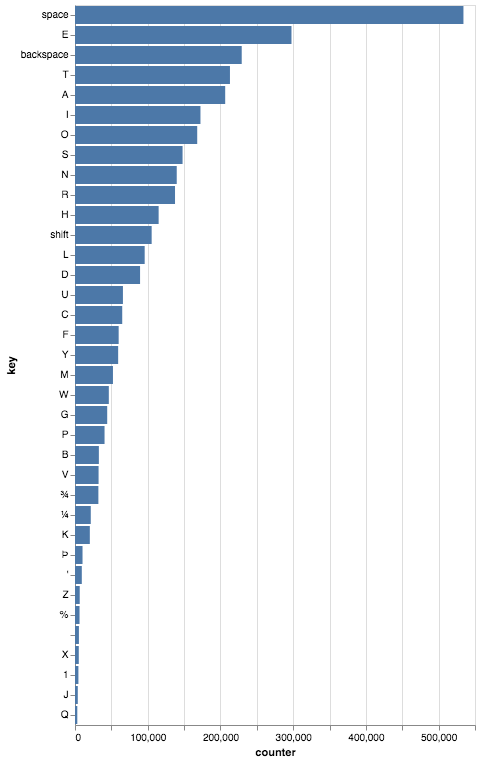 space
E
backspace
T
A
I
O
S
N
R
H
shift
L
D
U
C
F
Y
M
W
G
P
B
V
¾
¼
K
Þ
'
Z
%
X
1
J
Q
key
0 100,000 200,000 300,000 400,000 500,000
counter